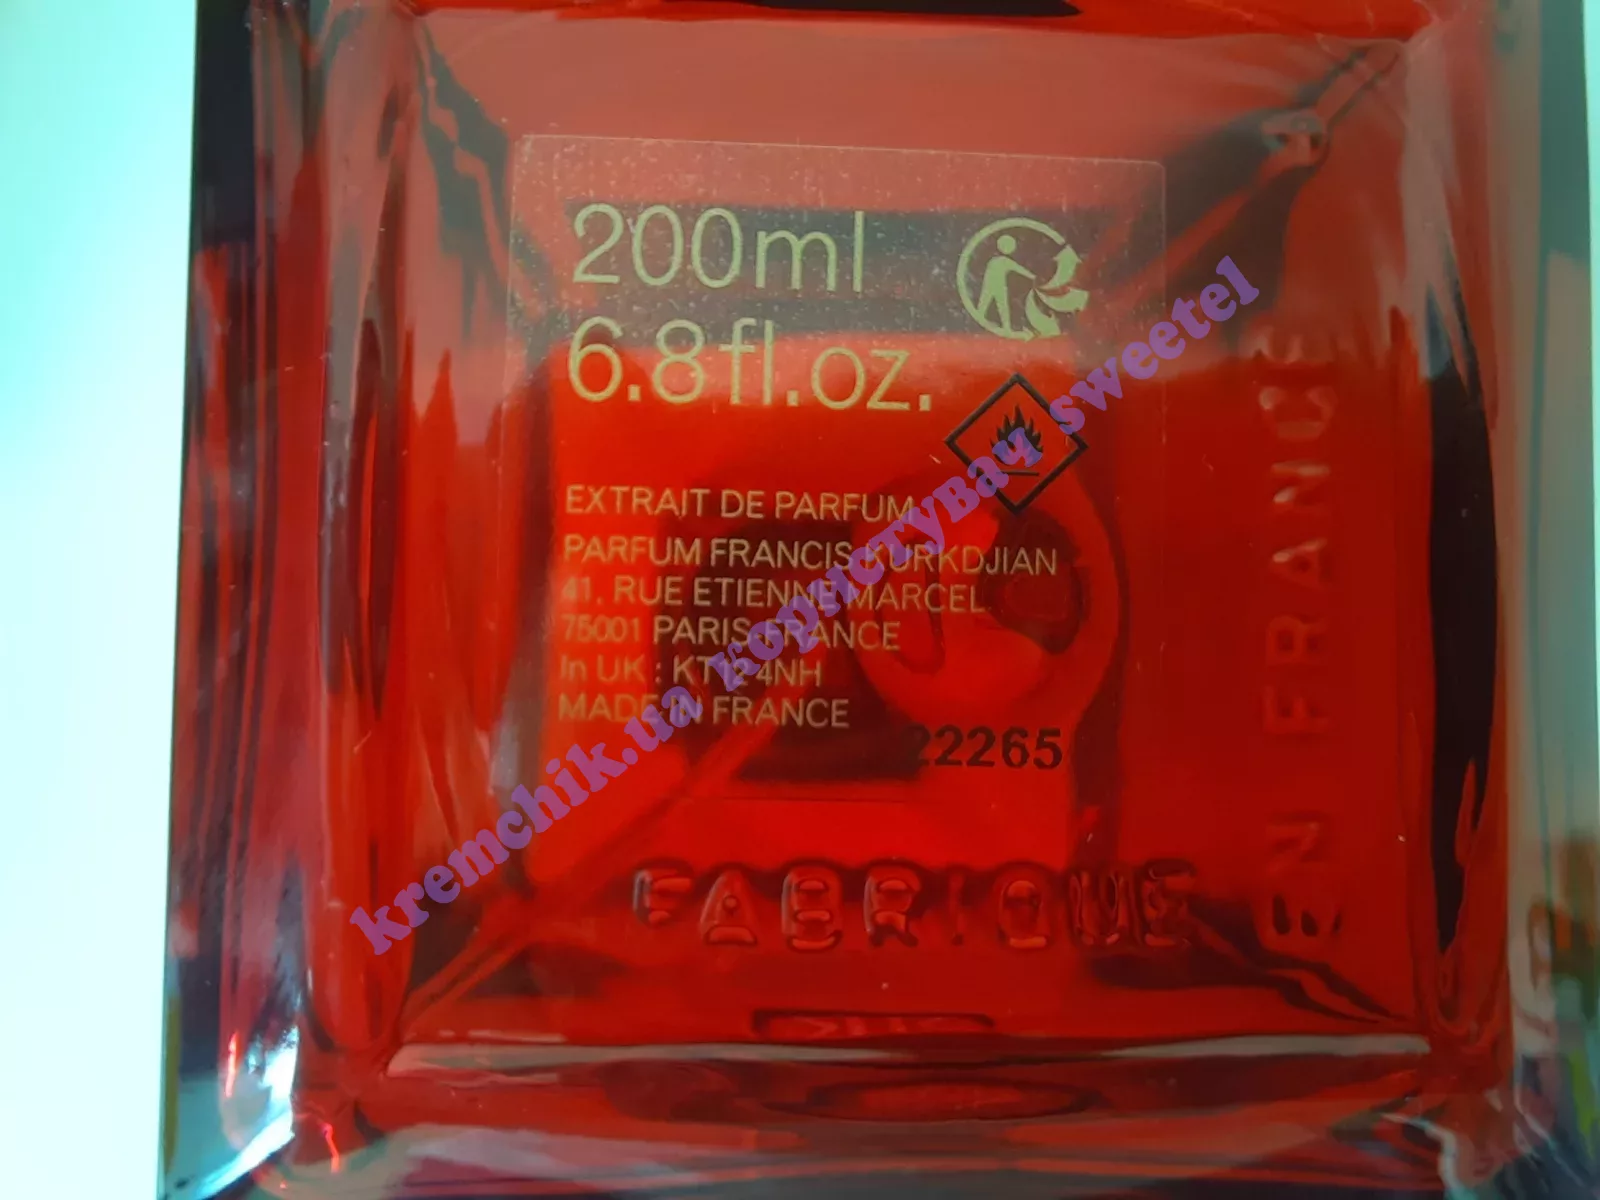 200ml
6.8fl.oz.
EXTRAIT DE PARFUM
PARFUM FRANCIS KURKDJIAN
41, RUE ETIENNE MARCEL
75001 PARIS-FRANCE
In UK : KT12 4NH
MADE IN FRANCE
22265
FABRIQUE
EN FRANCE
kremchik.ua користуВач sweetel